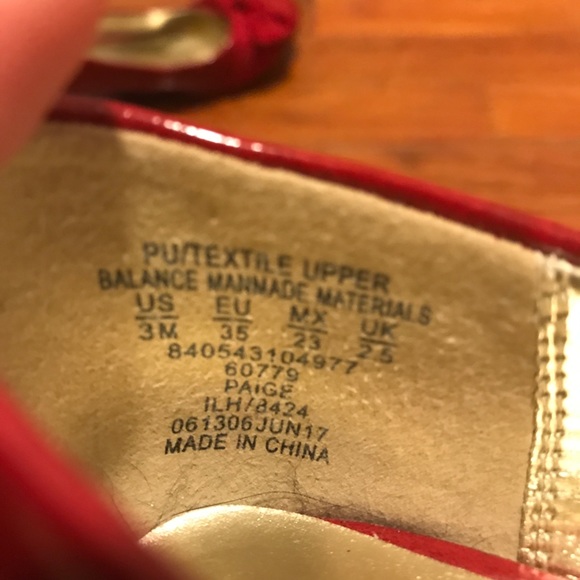 PU/TEXTILE UPPER
BALANCE MANMADE MATERIALS
US EU MX UK
3M 35 23 2.5
840543104977
60779
PAIGE
ILH/8424
061306JUN17
MADE IN CHINA